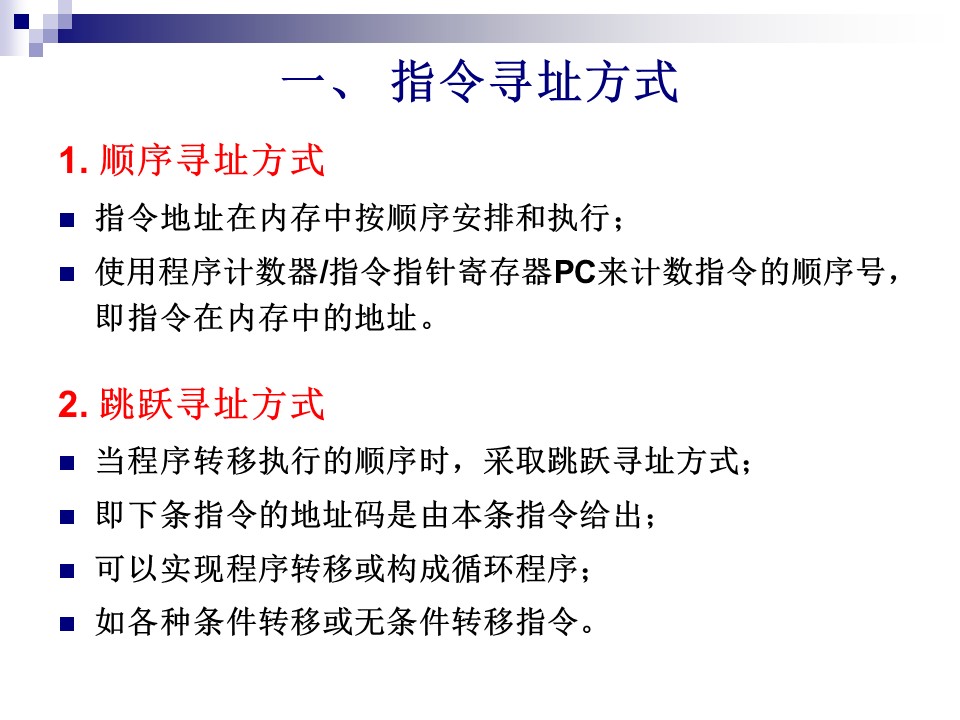 一、 指令寻址方式
1. 顺序寻址方式
指令地址在内存中按顺序安排和执行；
使用程序计数器/指令指针寄存器PC来计数指令的顺序号，
即指令在内存中的地址。
2. 跳跃寻址方式
当程序转移执行的顺序时，采取跳跃寻址方式；
即下条指令的地址码是由本条指令给出；
可以实现程序转移或构成循环程序；
如各种条件转移或无条件转移指令。